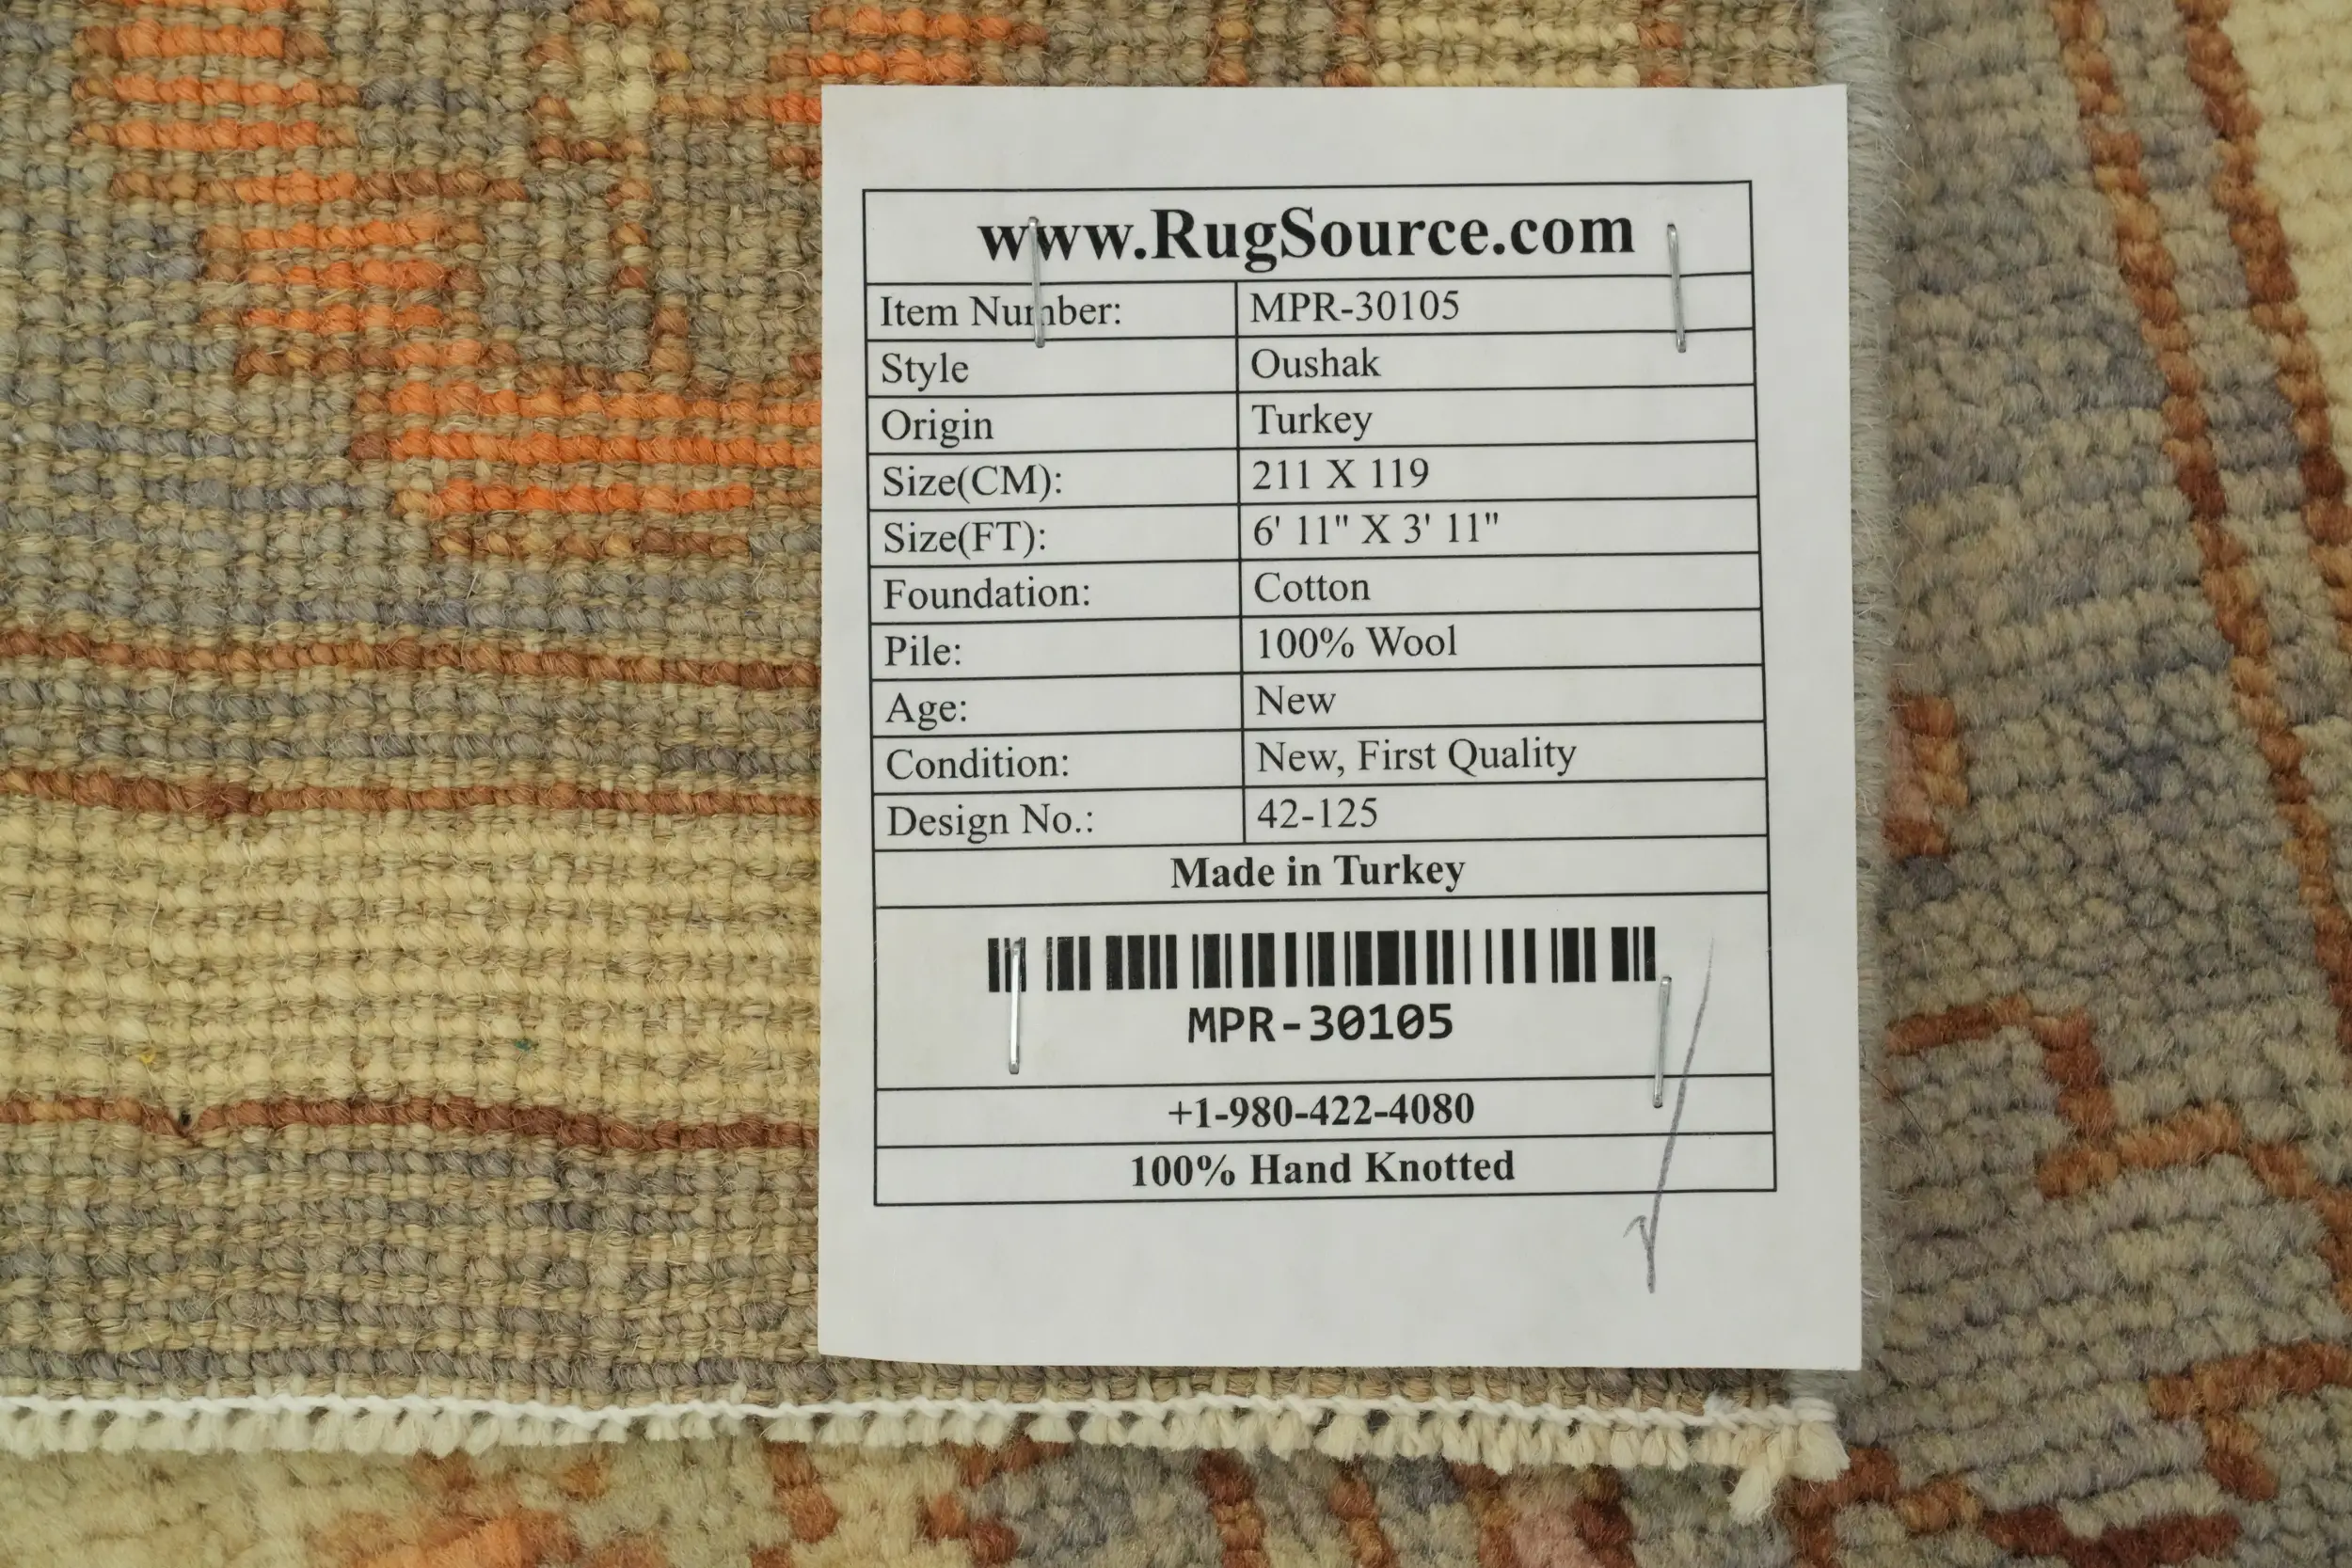 www.RugSource.com
Item Number: MPR-30105
Style Oushak
Origin Turkey
Size(CM): 211 X 119
Size(FT): 6' 11" X 3' 11"
Foundation: Cotton
Pile: 100% Wool
Age: New
Condition: New, First Quality
Design No.: 42-125
Made in Turkey
MPR-30105
+1-980-422-4080
100% Hand Knotted